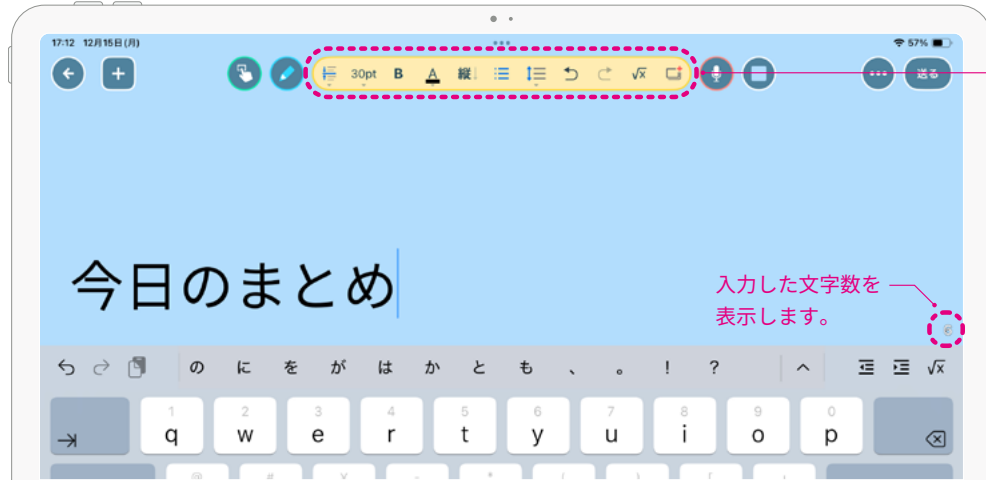 17:12 12月15日(月)
57%
30pt B A 縦 √x
送る
今日のまとめ
入力した文字数を
表示します。
の に を が は か と も 、 。 ! ? ^ √x
1 2 3 4 5 6 7 8 9 0
q w e r t y u i o p
@ # ¥